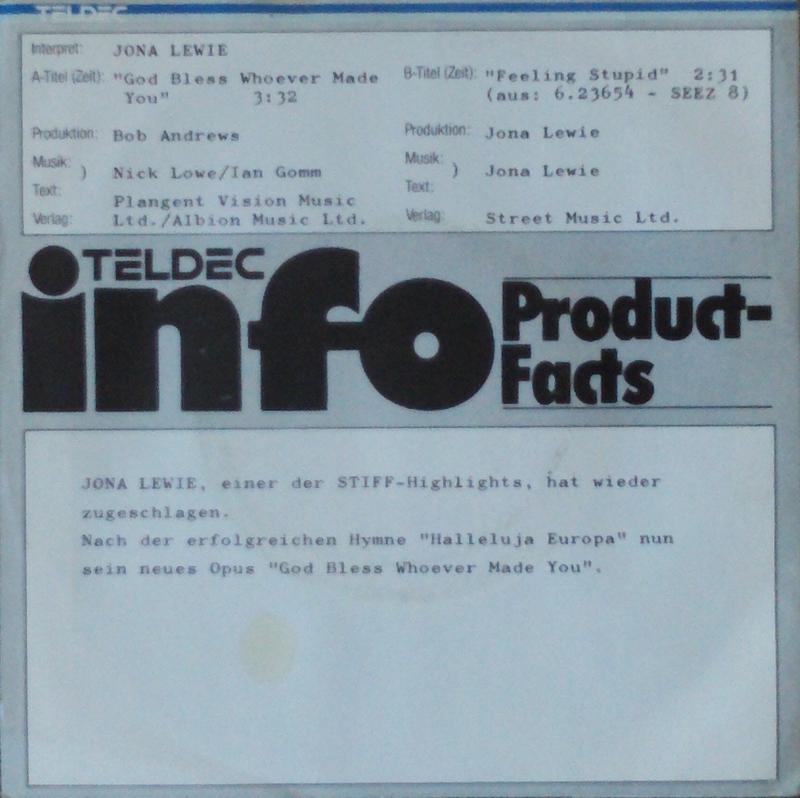 TELDEC
Interpret: JONA LEWIE
A-Titel (Zeit): "God Bless Whoever Made
You" 3:32
Produktion: Bob Andrews
Musik: )
Nick Lowe/Ian Gomm
Text:
Plangent Vision Music
Verlag: Ltd./Albion Music Ltd.
B-Titel (Zeit): "Feeling Stupid" 2:31
(aus: 6.23654 - SEEZ 8)
Produktion: Jona Lewie
Musik: )
Jona Lewie
Text:
Verlag: Street Music Ltd.
TELDEC
info
Product-
Facts
JONA LEWIE, einer der STIFF-Highlights, hat wieder
zugeschlagen.
Nach der erfolgreichen Hymne "Halleluja Europa" nun
sein neues Opus "God Bless Whoever Made You".